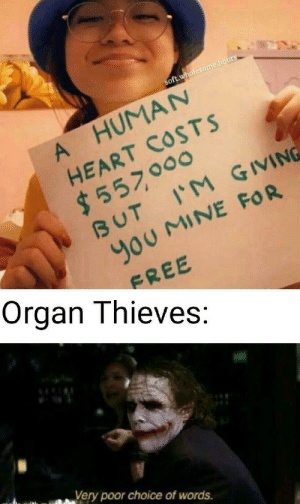 A HUMAN
HEART COSTS
$557,000
BUT I'M GIVING
YOU MINE FOR
FREE
Organ Thieves:
Very poor choice of words.